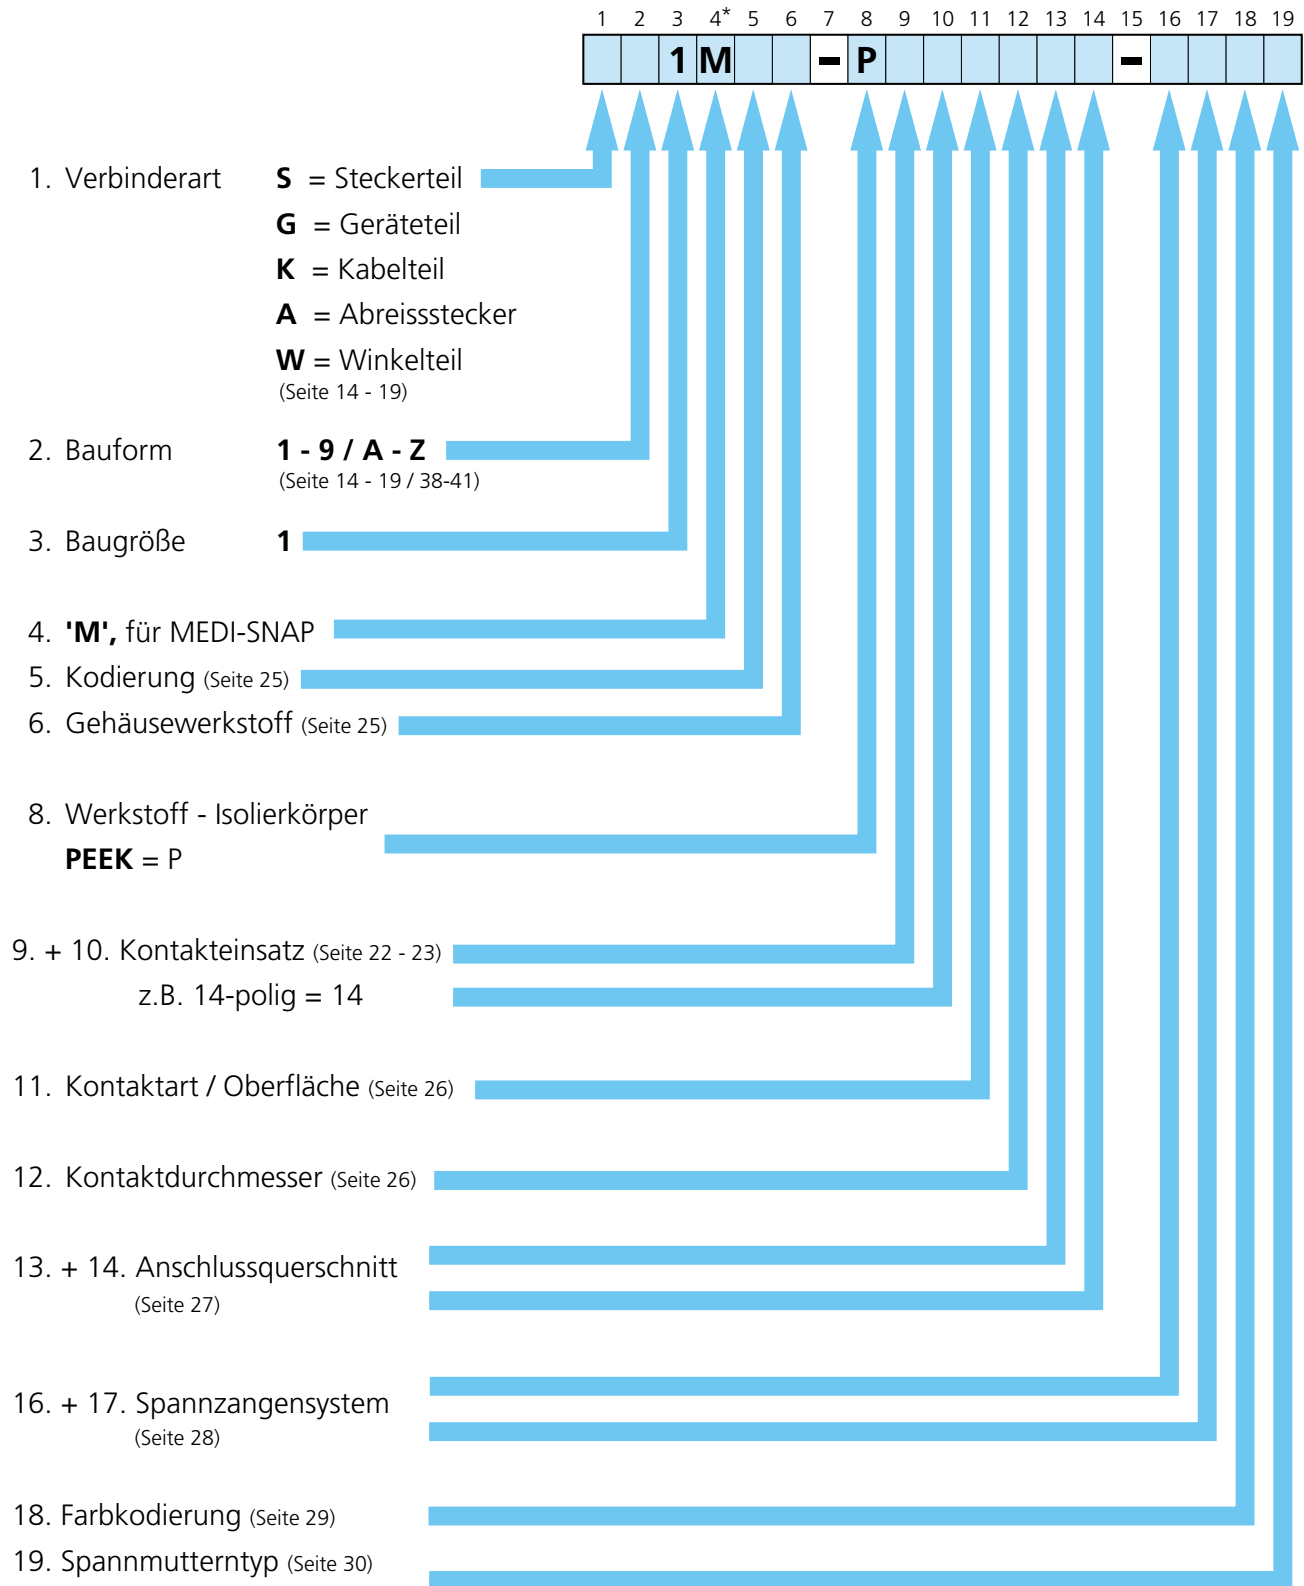 1 2 3 4* 5 6 7 8 9 10 11 12 13 14 15 16 17 18 19
1 M - P -
1. Verbinderart S = Steckerteil
G = Geräteteil
K = Kabelteil
A = Abreissstecker
W = Winkelteil
(Seite 14 - 19)
2. Bauform 1 - 9 / A - Z
(Seite 14 - 19 / 38-41)
3. Baugröße 1
4. 'M', für MEDI-SNAP
5. Kodierung (Seite 25)
6. Gehäusewerkstoff (Seite 25)
8. Werkstoff - Isolierkörper
PEEK = P
9. + 10. Kontakteinsatz (Seite 22 - 23)
z.B. 14-polig = 14
11. Kontaktart / Oberfläche (Seite 26)
12. Kontaktdurchmesser (Seite 26)
13. + 14. Anschlussquerschnitt
(Seite 27)
16. + 17. Spannzangensystem
(Seite 28)
18. Farbkodierung (Seite 29)
19. Spannmutterntyp (Seite 30)